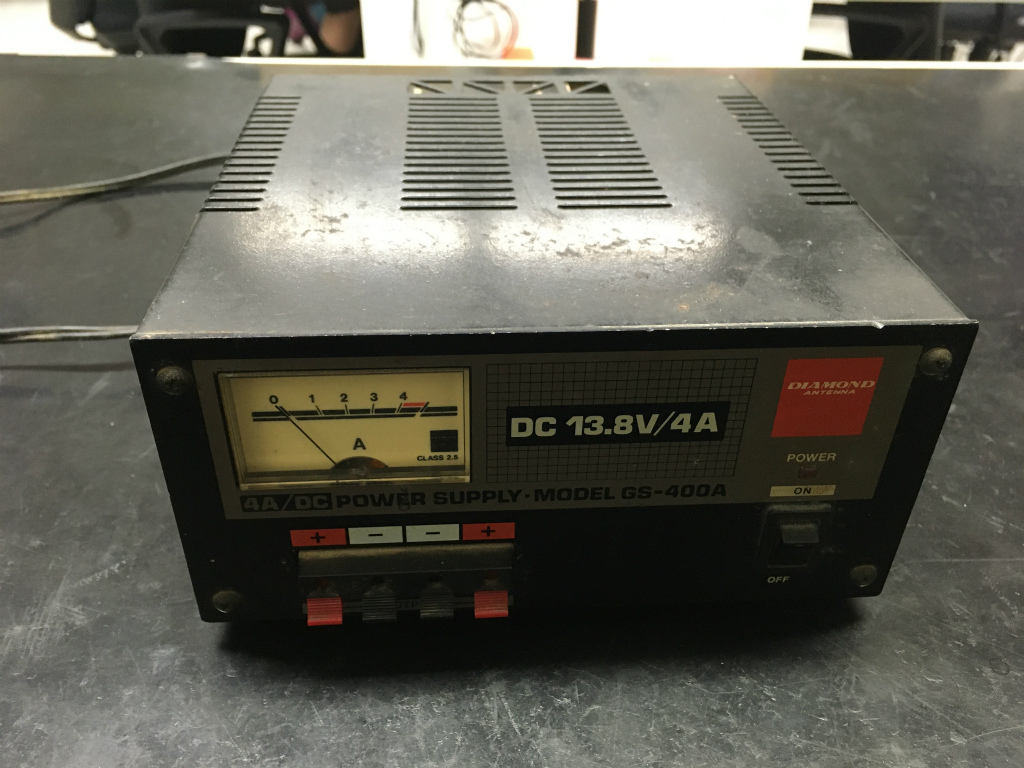 0 1 2 3 4
A
CLASS 2.5
DC 13.8V/4A
DIAMOND
ANTENNA
POWER
ON
4A/DC POWER SUPPLY·MODEL GS-400A
+ − − +
OFF